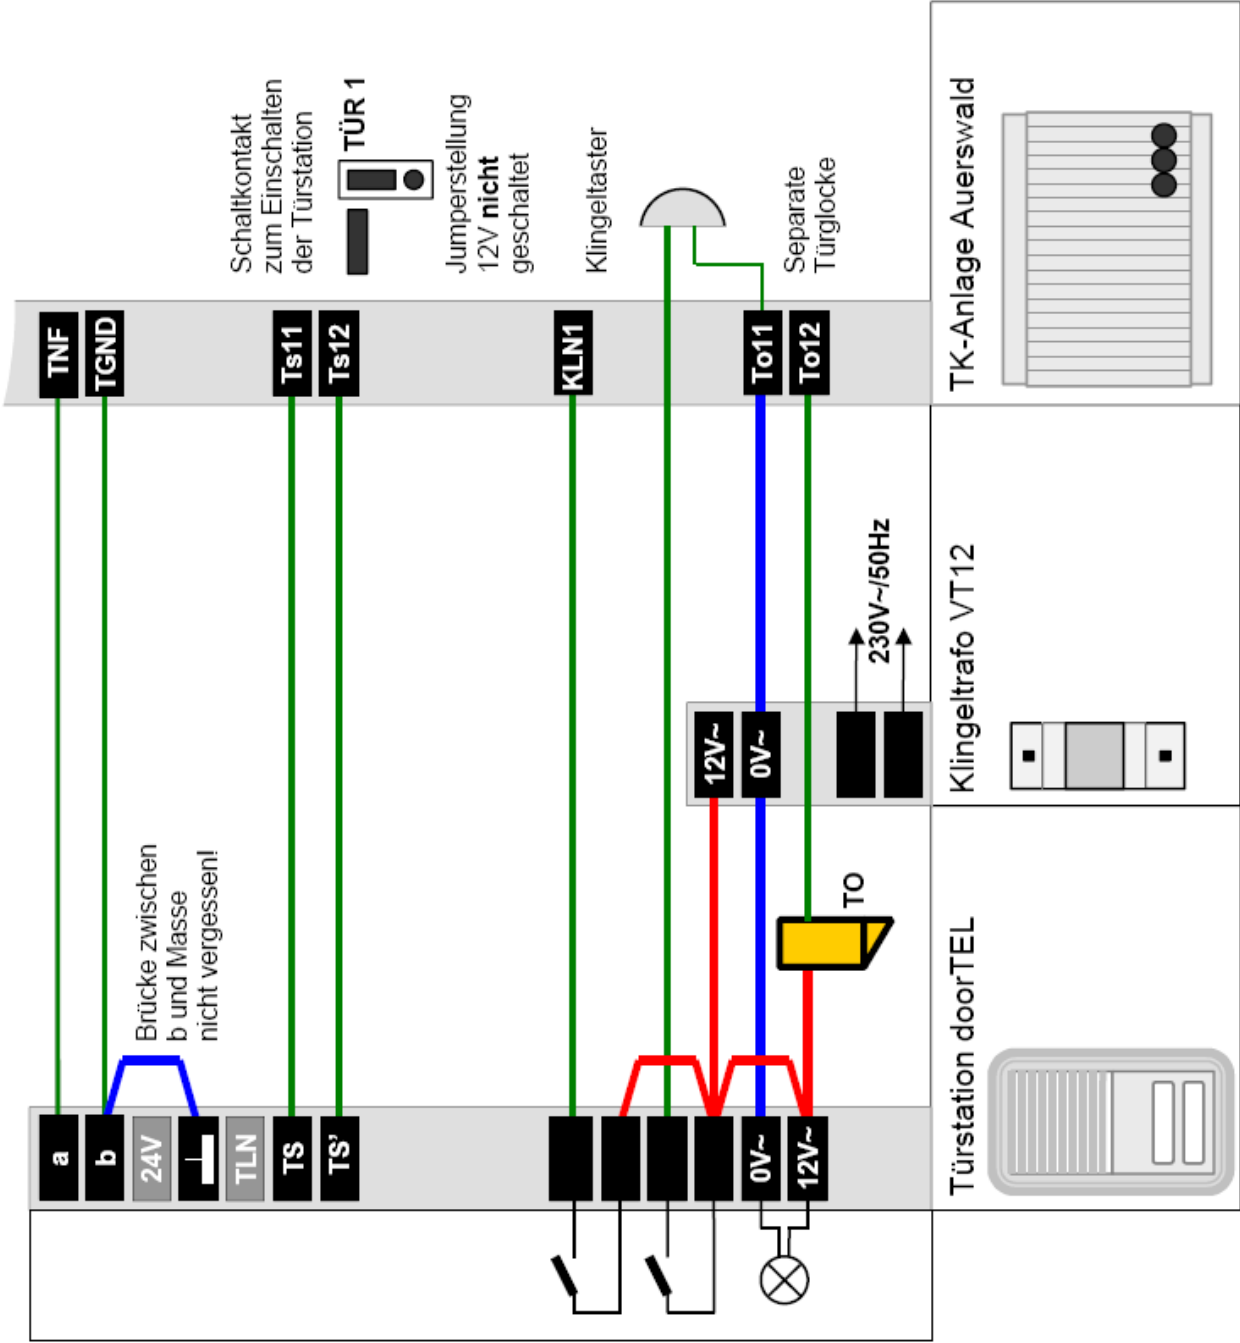 TNF
TGND
Ts11
Ts12
KLN1
To11
To12
Schaltkontakt
zum Einschalten
der Türstation
TÜR 1
Jumperstellung
12V nicht
geschaltet
Klingeltaster
Separate
Türglocke
TK-Anlage Auerswald
12V~
0V~
230V~/50Hz
Klingeltrafo VT12
Brücke zwischen
b und Masse
nicht vergessen!
TO
a
b
24V
TLN
TS
TS'
0V~
12V~
Türstation doorTEL